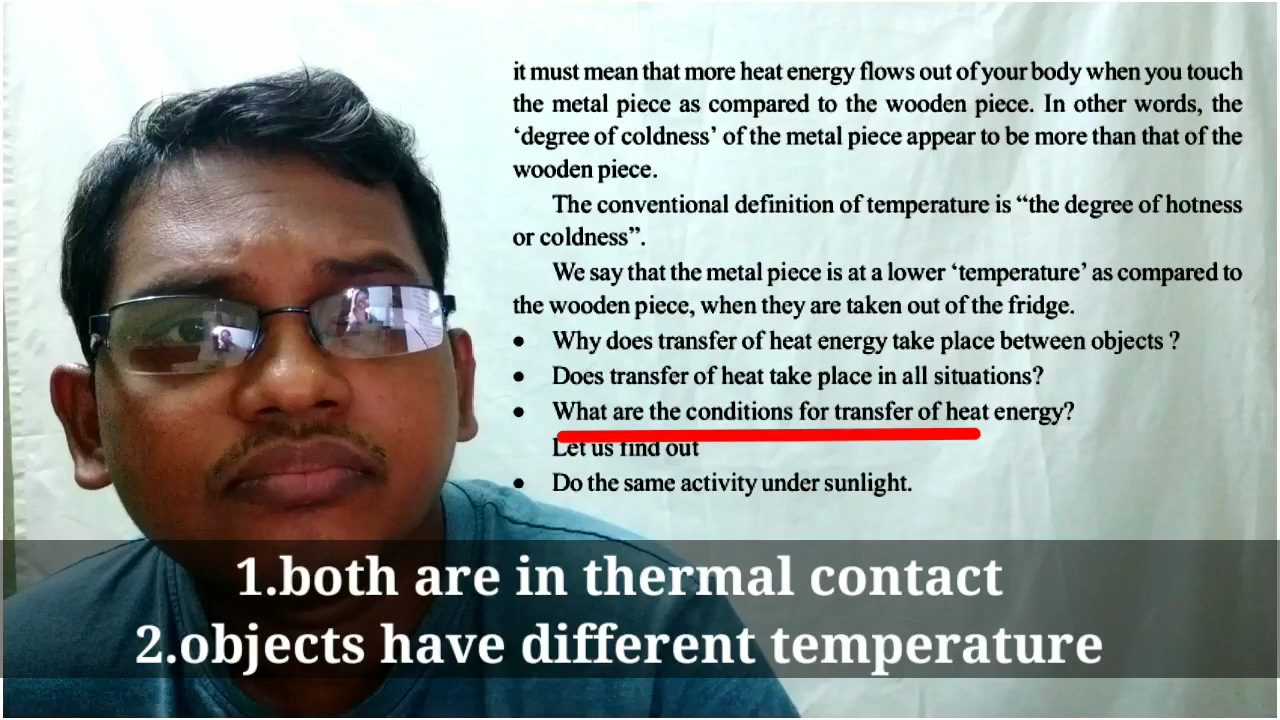 it must mean that more heat energy flows out of your body when you touch
the metal piece as compared to the wooden piece. In other words, the
‘degree of coldness’ of the metal piece appear to be more than that of the
wooden piece.
The conventional definition of temperature is “the degree of hotness
or coldness”.
We say that the metal piece is at a lower ‘temperature’ as compared to
the wooden piece, when they are taken out of the fridge.
• Why does transfer of heat energy take place between objects ?
• Does transfer of heat take place in all situations?
• What are the conditions for transfer of heat energy?
Let us find out
• Do the same activity under sunlight.
1.both are in thermal contact
2.objects have different temperature